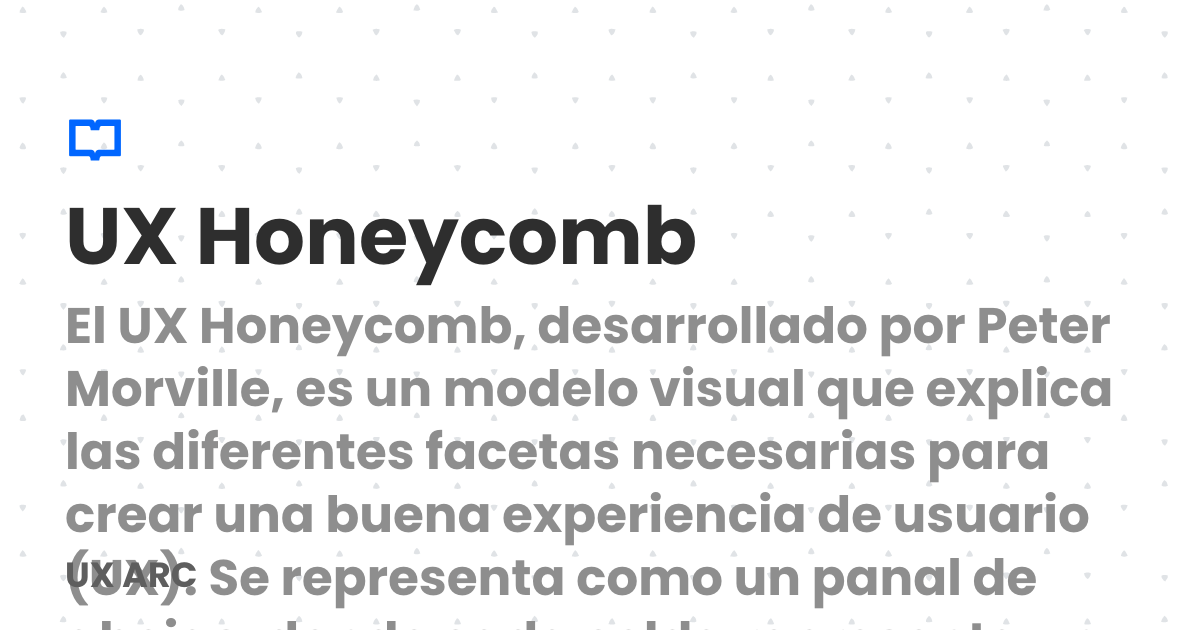 UX Honeycomb
El UX Honeycomb, desarrollado por Peter
Morville, es un modelo visual que explica
las diferentes facetas necesarias para
crear una buena experiencia de usuario
(UX). Se representa como un panal de
UX ARC